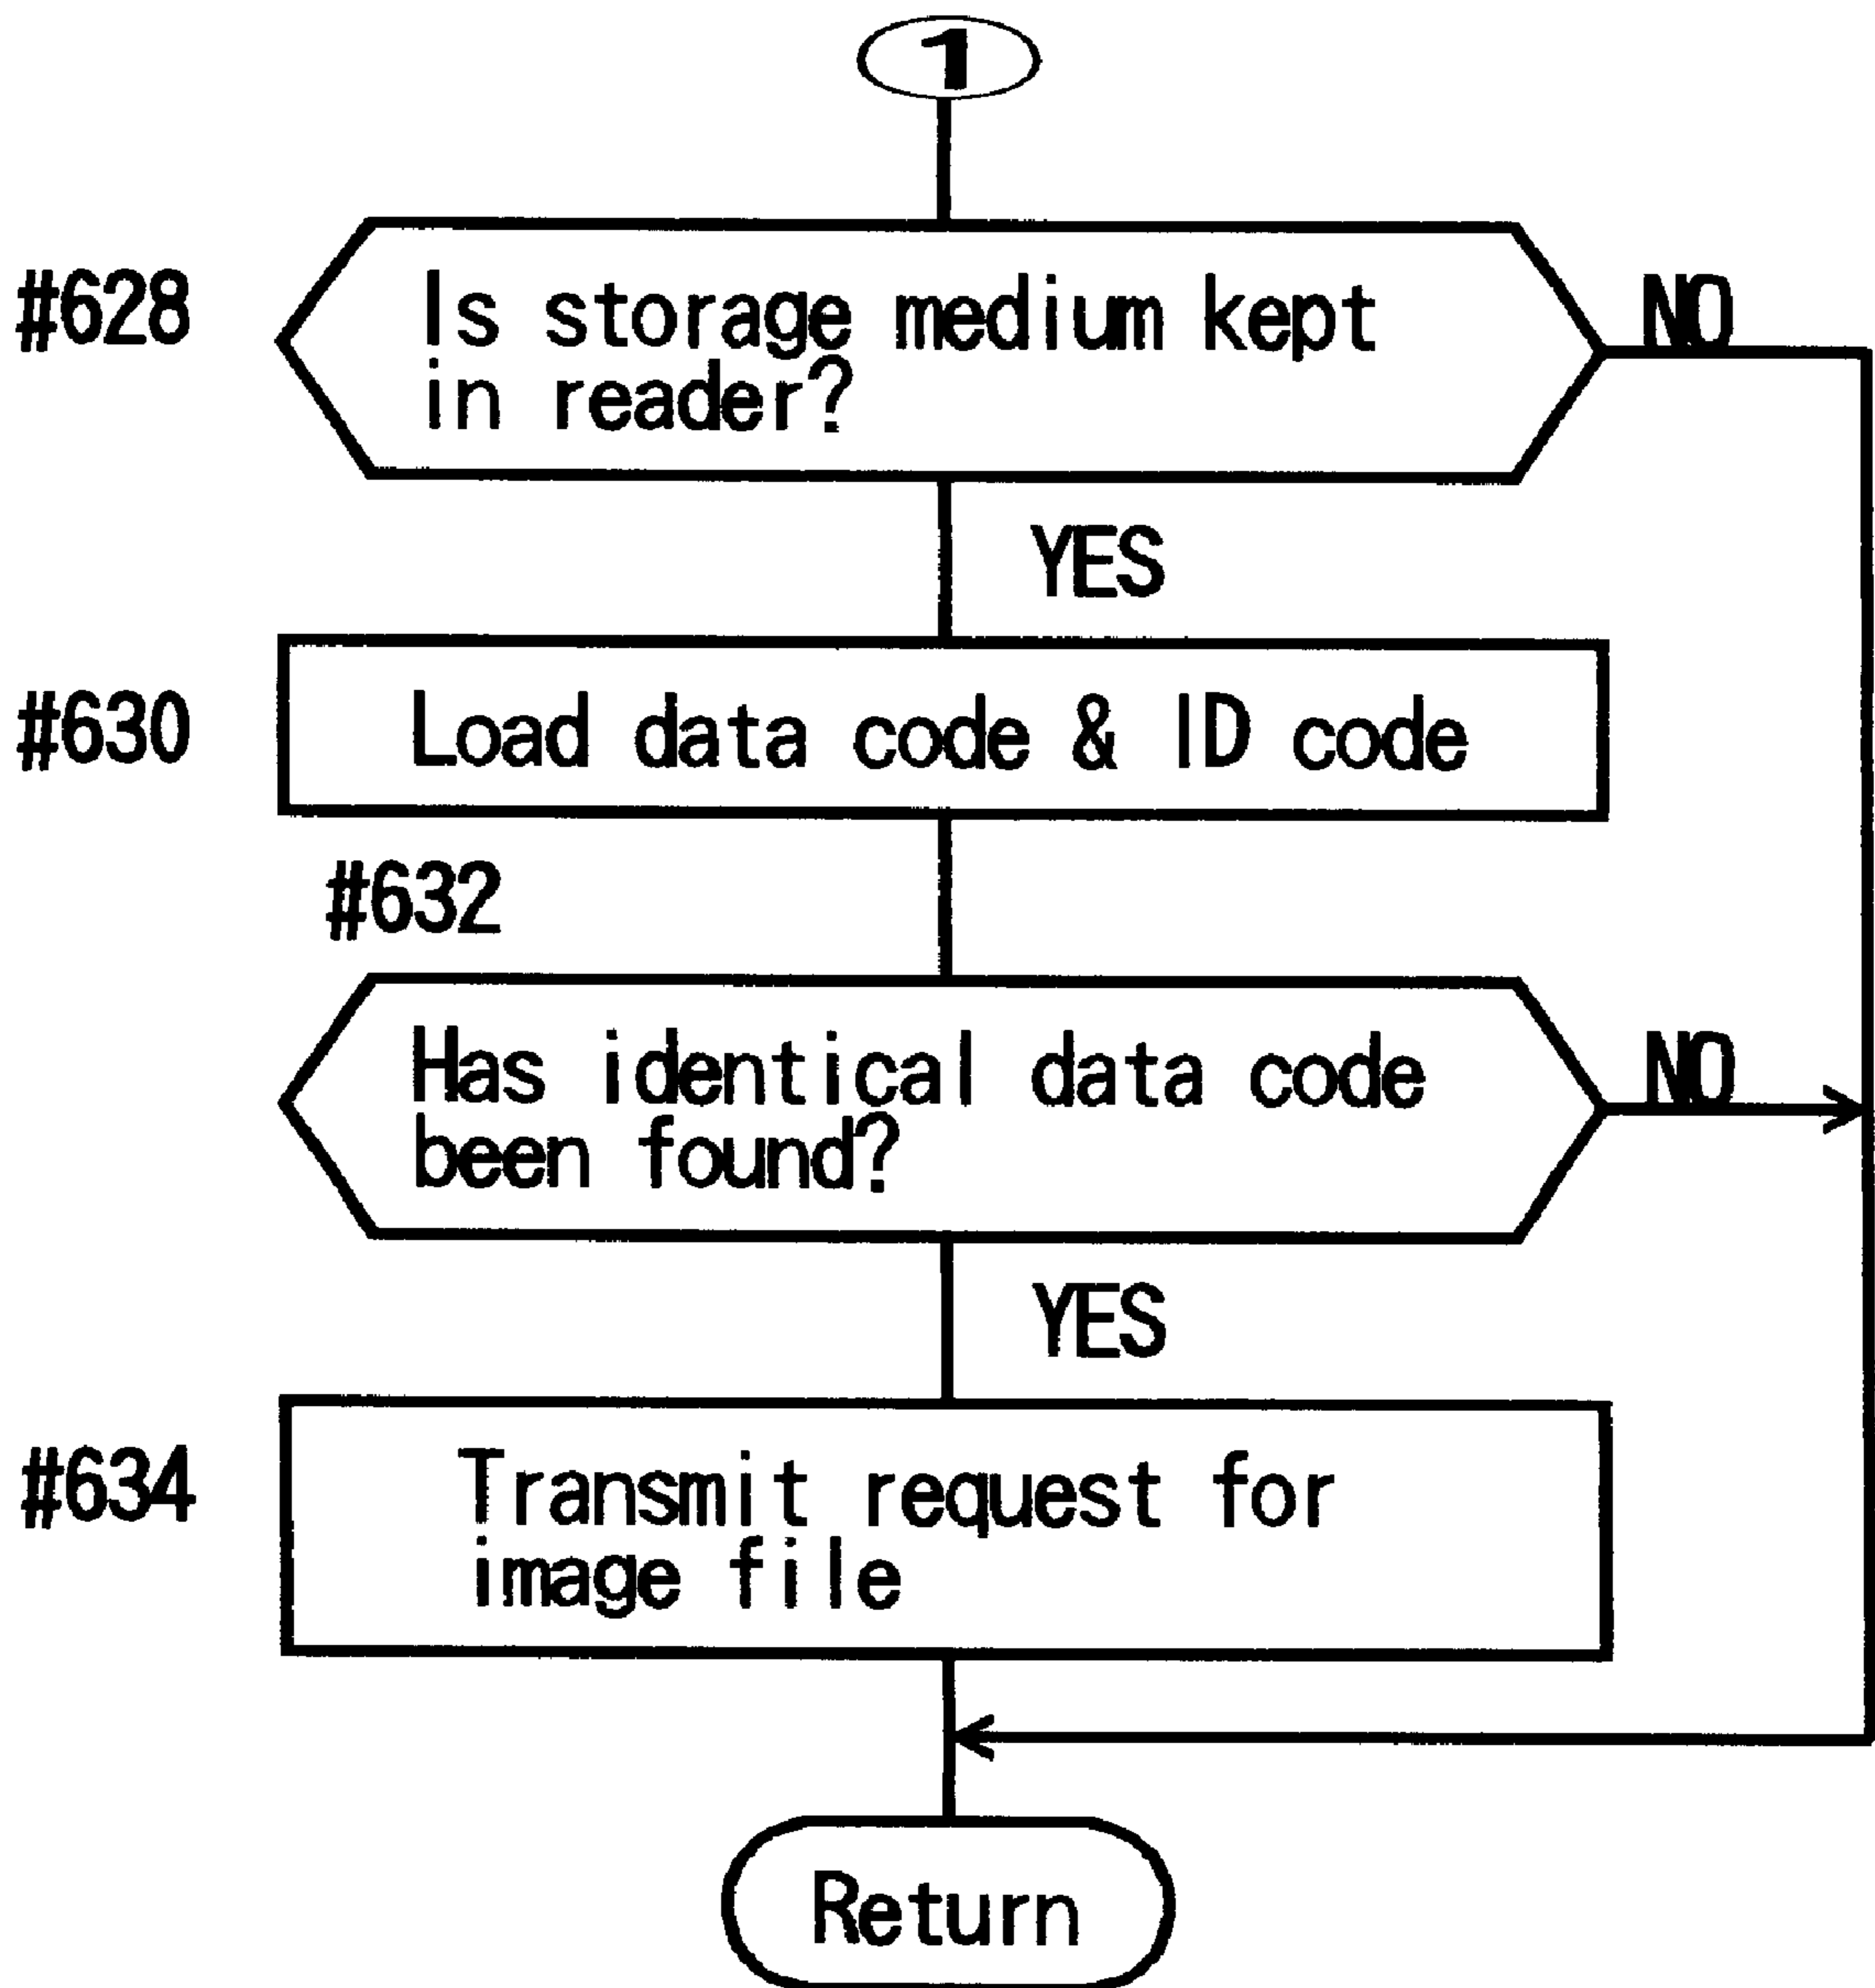 1
#628
Is storage medium kept
in reader?
NO
YES
#630
Load data code & ID code
#632
Has identical data code
been found?
NO
YES
#634
Transmit request for
image file
Return